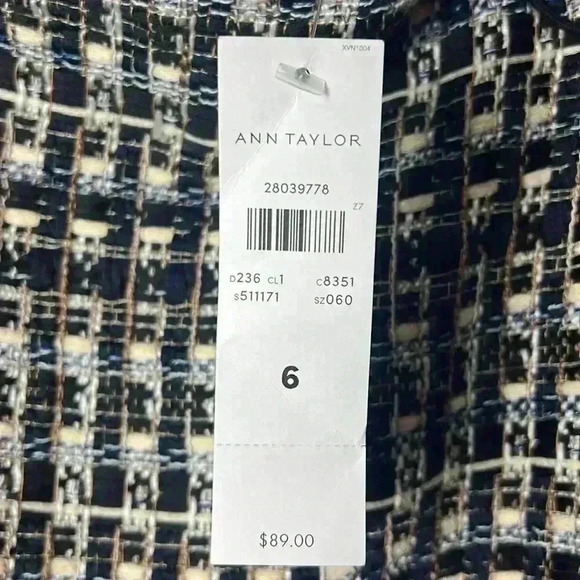 XVN1004
ANN TAYLOR
28039778
Z7
D236 CL1 C8351
S511171 SZ060
6
$89.00